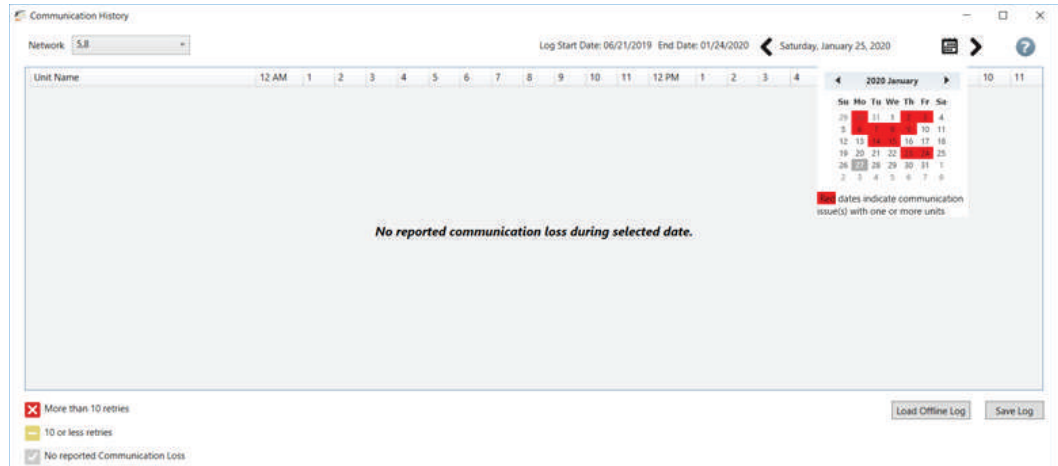 Communication History
Network 5.8
Log Start Date: 06/21/2019 End Date: 01/24/2020 Saturday, January 25, 2020
Unit Name 12 AM 1 2 3 4 5 6 7 8 9 10 11 12 PM 1 2 3 4 10 11
2020 January
Su Mo Tu We Th Fr Sa
29 31 1 2 3 4
5 6 7 8 9 10 11
12 13 14 15 16 17 18
19 20 21 22 23 24 25
26 27 28 29 30 31 1
2 3 4 5 6 7 8
Red dates indicate communication
issue(s) with one or more units
No reported communication loss during selected date.
More than 10 retries
10 or less retries
No reported Communication Loss
Load Offline Log Save Log